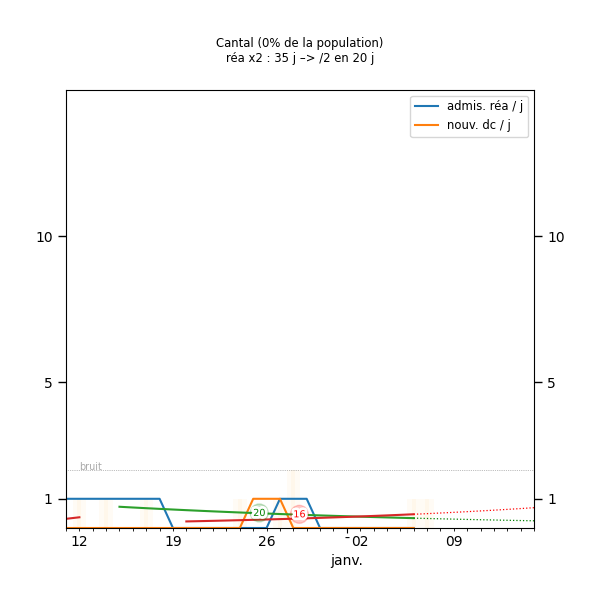 Cantal (0% de la population)
réa x2 : 35 j –> /2 en 20 j
admis. réa / j
nouv. dc / j
10 10
5 5
bruit
1 1
20 16
12 19 26 02 09
janv.